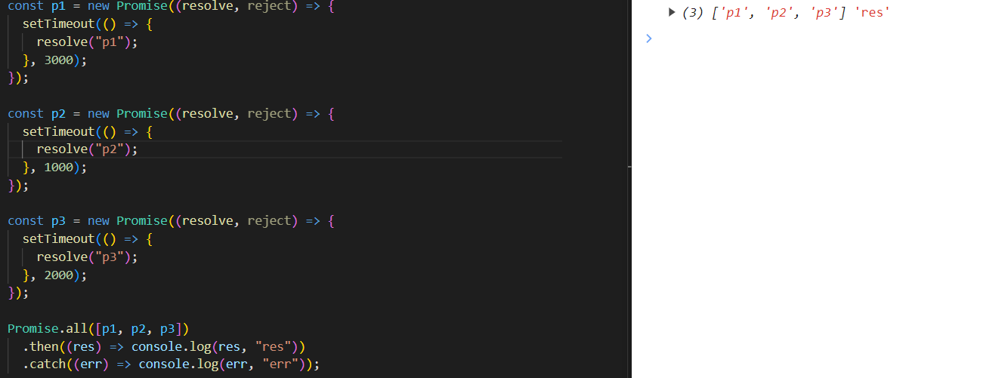 const p1 = new Promise((resolve, reject) => {
  setTimeout(() => {
    resolve("p1");
  }, 3000);
});
const p2 = new Promise((resolve, reject) => {
  setTimeout(() => {
    resolve("p2");
  }, 1000);
});
const p3 = new Promise((resolve, reject) => {
  setTimeout(() => {
    resolve("p3");
  }, 2000);
});
Promise.all([p1, p2, p3])
  .then((res) => console.log(res, "res"))
  .catch((err) => console.log(err, "err"));
(3) ['p1', 'p2', 'p3'] 'res'